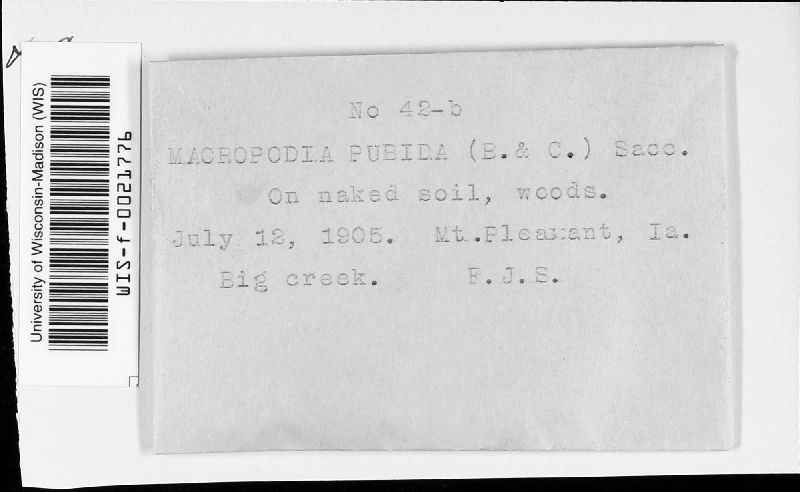 No 42-b
MACROPODIA PUBIDA (B.& C.) Sacc.
On naked soil, woods.
July 12, 1905. Mt.Pleasant, Ia.
Big creek. F.J.S.
University of Wisconsin-Madison (WIS)
WIS-f-0021776